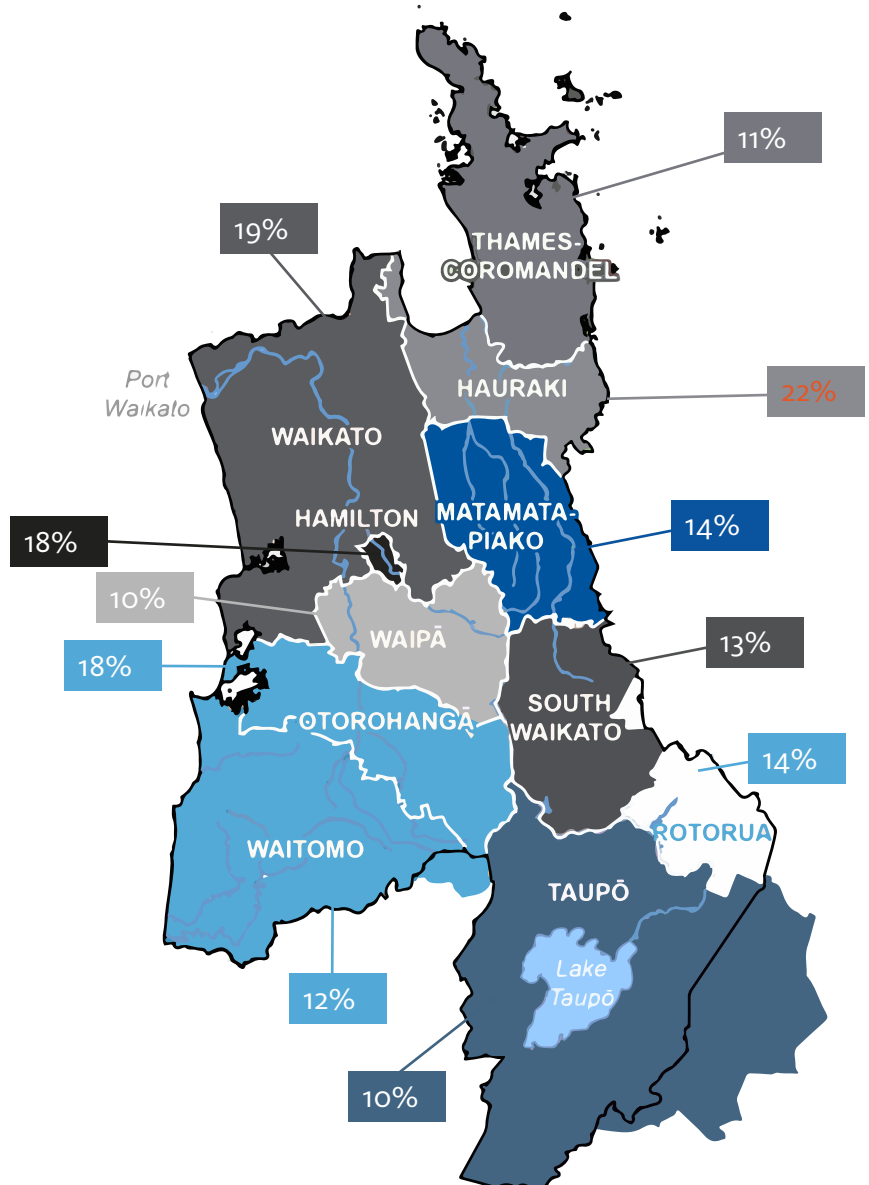 11%
19%
THAMES-
COROMANDEL
Port
Waikato
HAURAKI
22%
WAIKATO
HAMILTON
MATAMATA-
PIAKO
14%
18%
10%
WAIPĀ
13%
18%
SOUTH
WAIKATO
OTOROHANGĀ
14%
ROTORUA
WAITOMO
TAUPŌ
Lake
Taupō
12%
10%